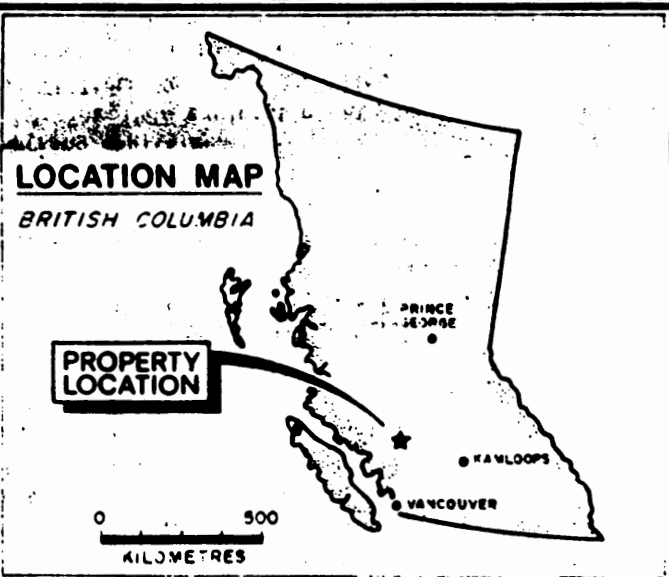 LOCATION MAP
BRITISH COLUMBIA
PRINCE
GEORGE
PROPERTY
LOCATION
KAMLOOPS
VANCOUVER
0 500
KILOMETRES